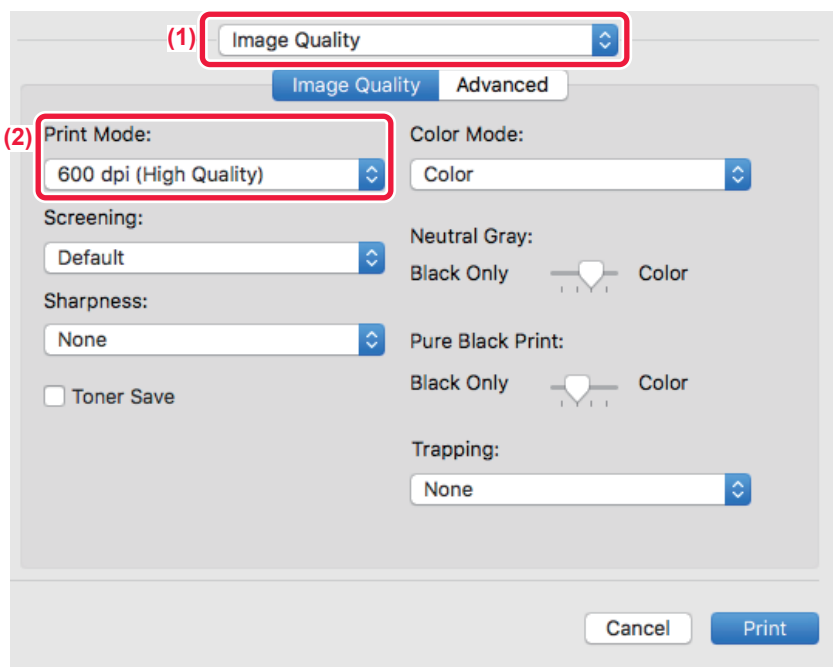 (1) Image Quality
Image Quality Advanced
(2) Print Mode:
600 dpi (High Quality)
Screening:
Default
Sharpness:
None
Toner Save
Color Mode:
Color
Neutral Gray:
Black Only Color
Pure Black Print:
Black Only Color
Trapping:
None
Cancel Print